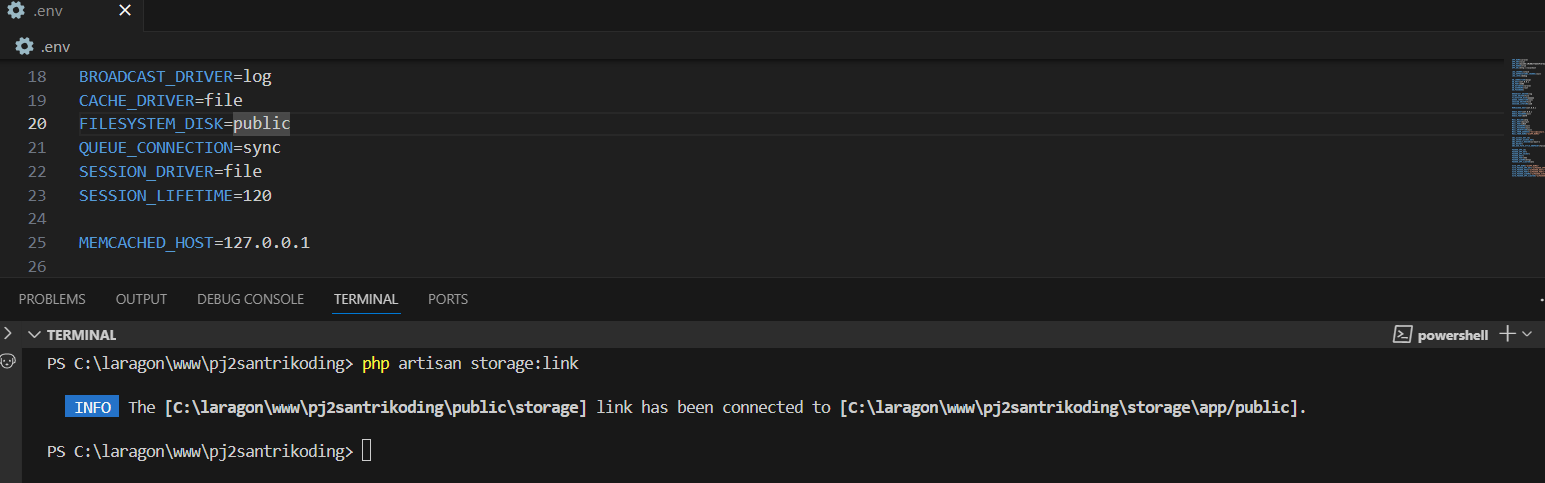 .env
.env
18 BROADCAST_DRIVER=log
19 CACHE_DRIVER=file
20 FILESYSTEM_DISK=public
21 QUEUE_CONNECTION=sync
22 SESSION_DRIVER=file
23 SESSION_LIFETIME=120
24
25 MEMCACHED_HOST=127.0.0.1
26
PROBLEMS OUTPUT DEBUG CONSOLE TERMINAL PORTS
TERMINAL powershell
PS C:\laragon\www\pj2santrikoding> php artisan storage:link
INFO The [C:\laragon\www\pj2santrikoding\public\storage] link has been connected to [C:\laragon\www\pj2santrikoding\storage\app/public].
PS C:\laragon\www\pj2santrikoding>